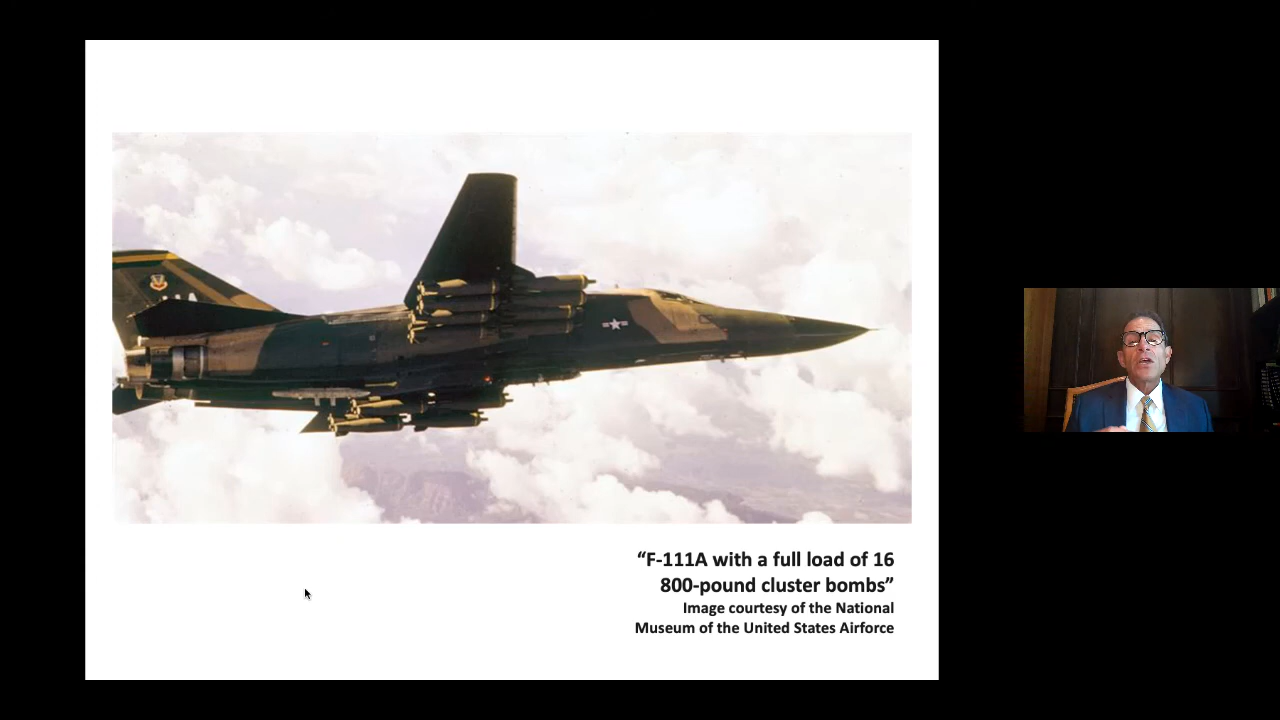 “F-111A with a full load of 16
800-pound cluster bombs”
Image courtesy of the National
Museum of the United States Airforce